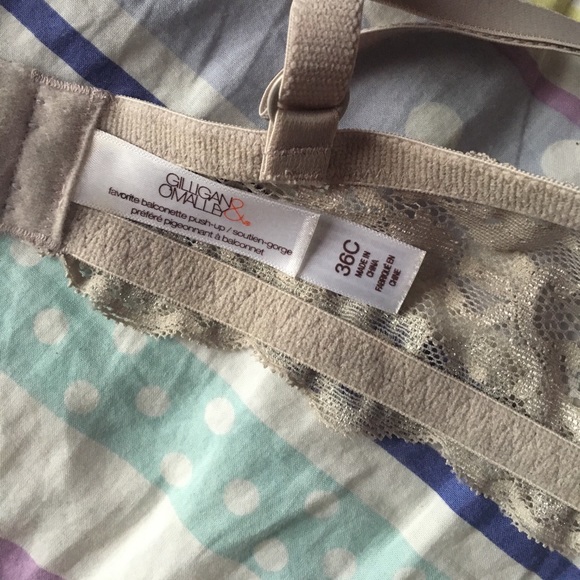 GILLIGAN &
O'MALLEY
favorite balconette push-up / soutien-gorge
préféré pigeonnant à balconnet
36C
MADE IN
CHINA
FABRIQUÉ EN
CHINE